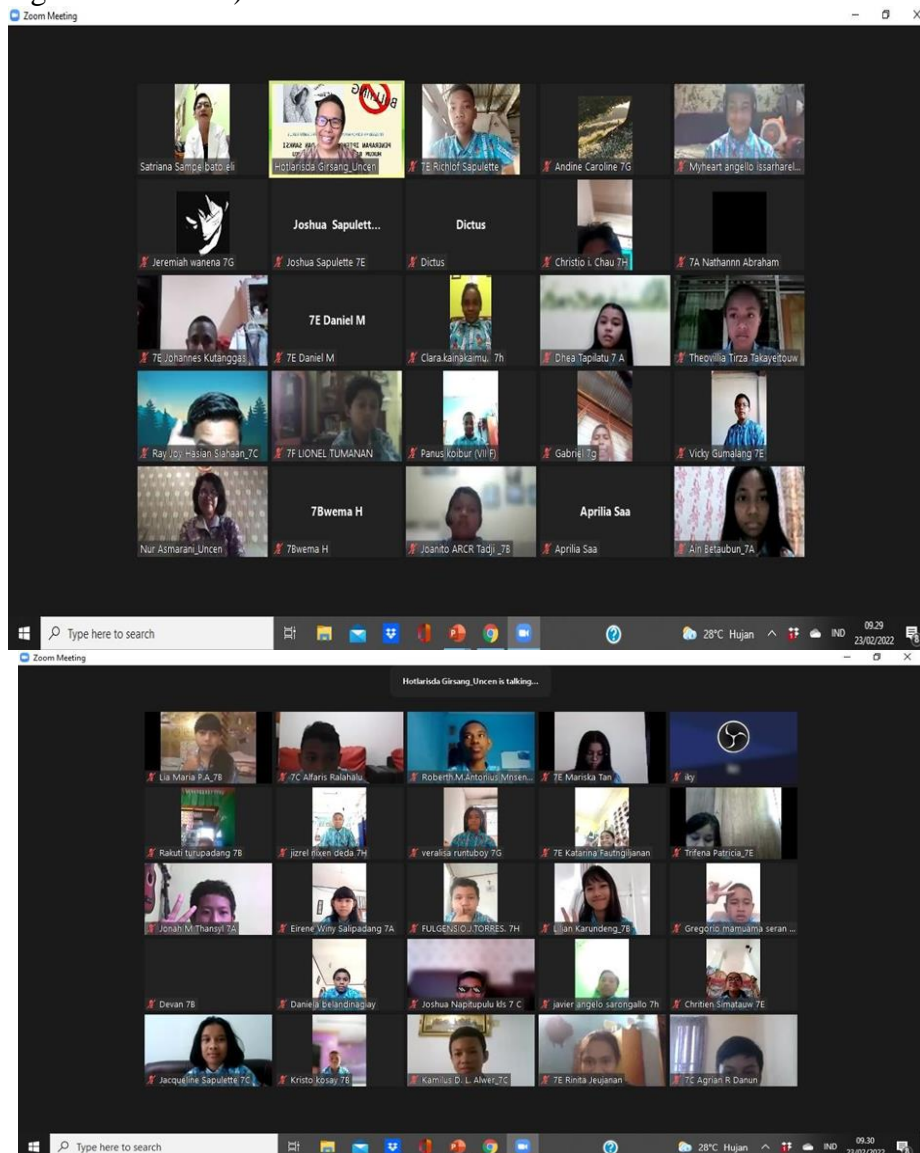 Zoom Meeting
Satriana Sampe bato eli
BULLYING
PENERAPAN DAN SANKSI
HUKUM
Hotlarisda Girsang_Uncen
7E Richlof Sapulette
Andine Caroline 7G
Myheart angello issarharel...
Jeremiah wanena 7G
Joshua Sapulett...
Joshua Sapulette 7E
Dictus
Dictus
Christio i. Chau 7H
7A Nathannn Abraham
7E Johannes Kutanggas
7E Daniel M
7E Daniel M
Clara.kainakaimu. 7h
Dhea Tapilatu 7 A
Theovillia Tirza Takayeitouw
Ray Joy Hasian Siahaan_7C
7F LIONEL TUMANAN
Panus koibur (VII F)
Gabriel 7g
Vicky Gumalang 7E
Nur Asmarani_Uncen
7Bwema H
7Bwema H
Joanito ARCR Tadji _7B
Aprilia Saa
Aprilia Saa
Ain Betaubun_7A
Type here to search
28°C Hujan
IND
09.29
23/02/2022
Zoom Meeting
Hotlarisda Girsang_Uncen is talking...
Lia Maria P.A_7B
7C Alfaris Ralahalu
Roberth.M.Antonius Mnsen...
7E Mariska Tan
iky
Rakuti turupadang 7B
jizrel nixen deda 7H
veralisa runtuboy 7G
7E Katarina Fautngiljanan
Trifena Patricia_7E
Jonah M Thansyl 7A
Eirene Winy Salipadang 7A
FULGENSIO.J.TORRES. 7H
Lilian Karundeng_7B
Gregorio mamuama seran ...
Devan 7B
Daniela belandinagiay
Joshua Napitupulu kls 7 C
javier angelo sarongallo 7h
Chritien Simatauw 7E
Jacqueline Sapulette 7C
Kristo kosay 7B
Kamilus D. L. Alwer_7C
7E Rinita Jeujanan
7C Agrian R Danun
Type here to search
28°C Hujan
IND
09.30
23/02/2022